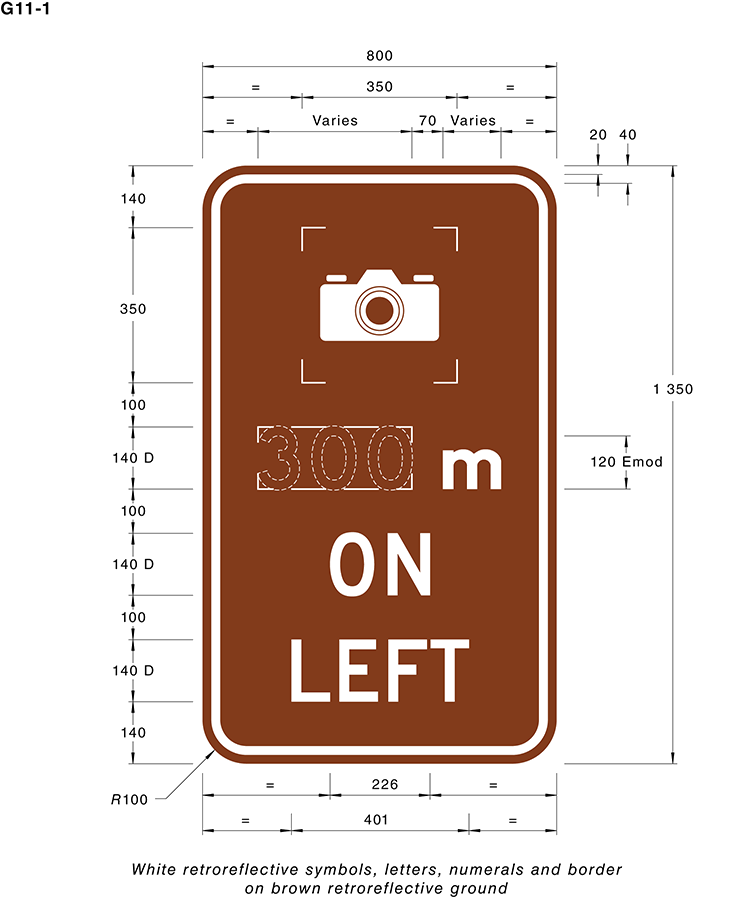 G11-1
800
= 350 =
= Varies 70 Varies =
20 40
140
350
100
140 D
100
140 D
100
140 D
140
1 350
120 Emod
300 m
ON
LEFT
R100
= 226 =
= 401 =
White retroreflective symbols, letters, numerals and border
on brown retroreflective ground